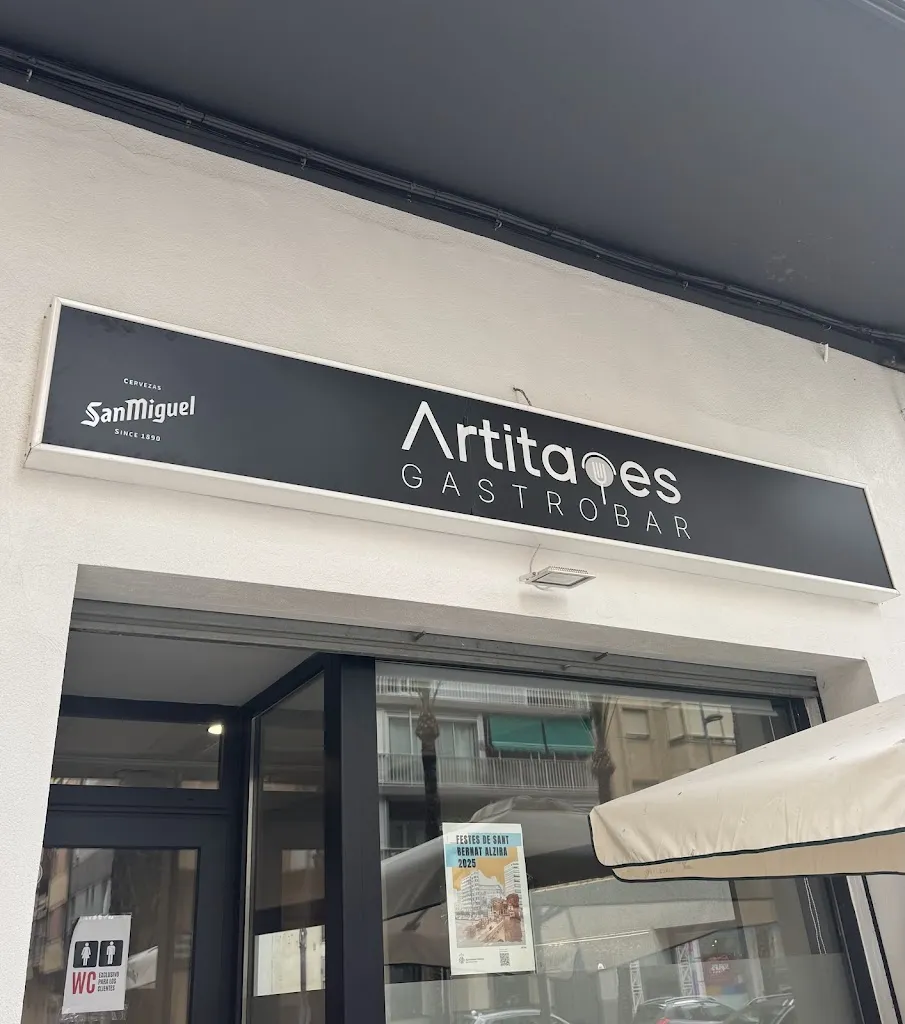 CERVEZAS
SanMiguel
SINCE 1890
Artitapes
GASTROBAR
FESTES DE SANT
BERNAT ALZIRA
2025
WC EXCLUSIVO
PARA LOS
CLIENTES